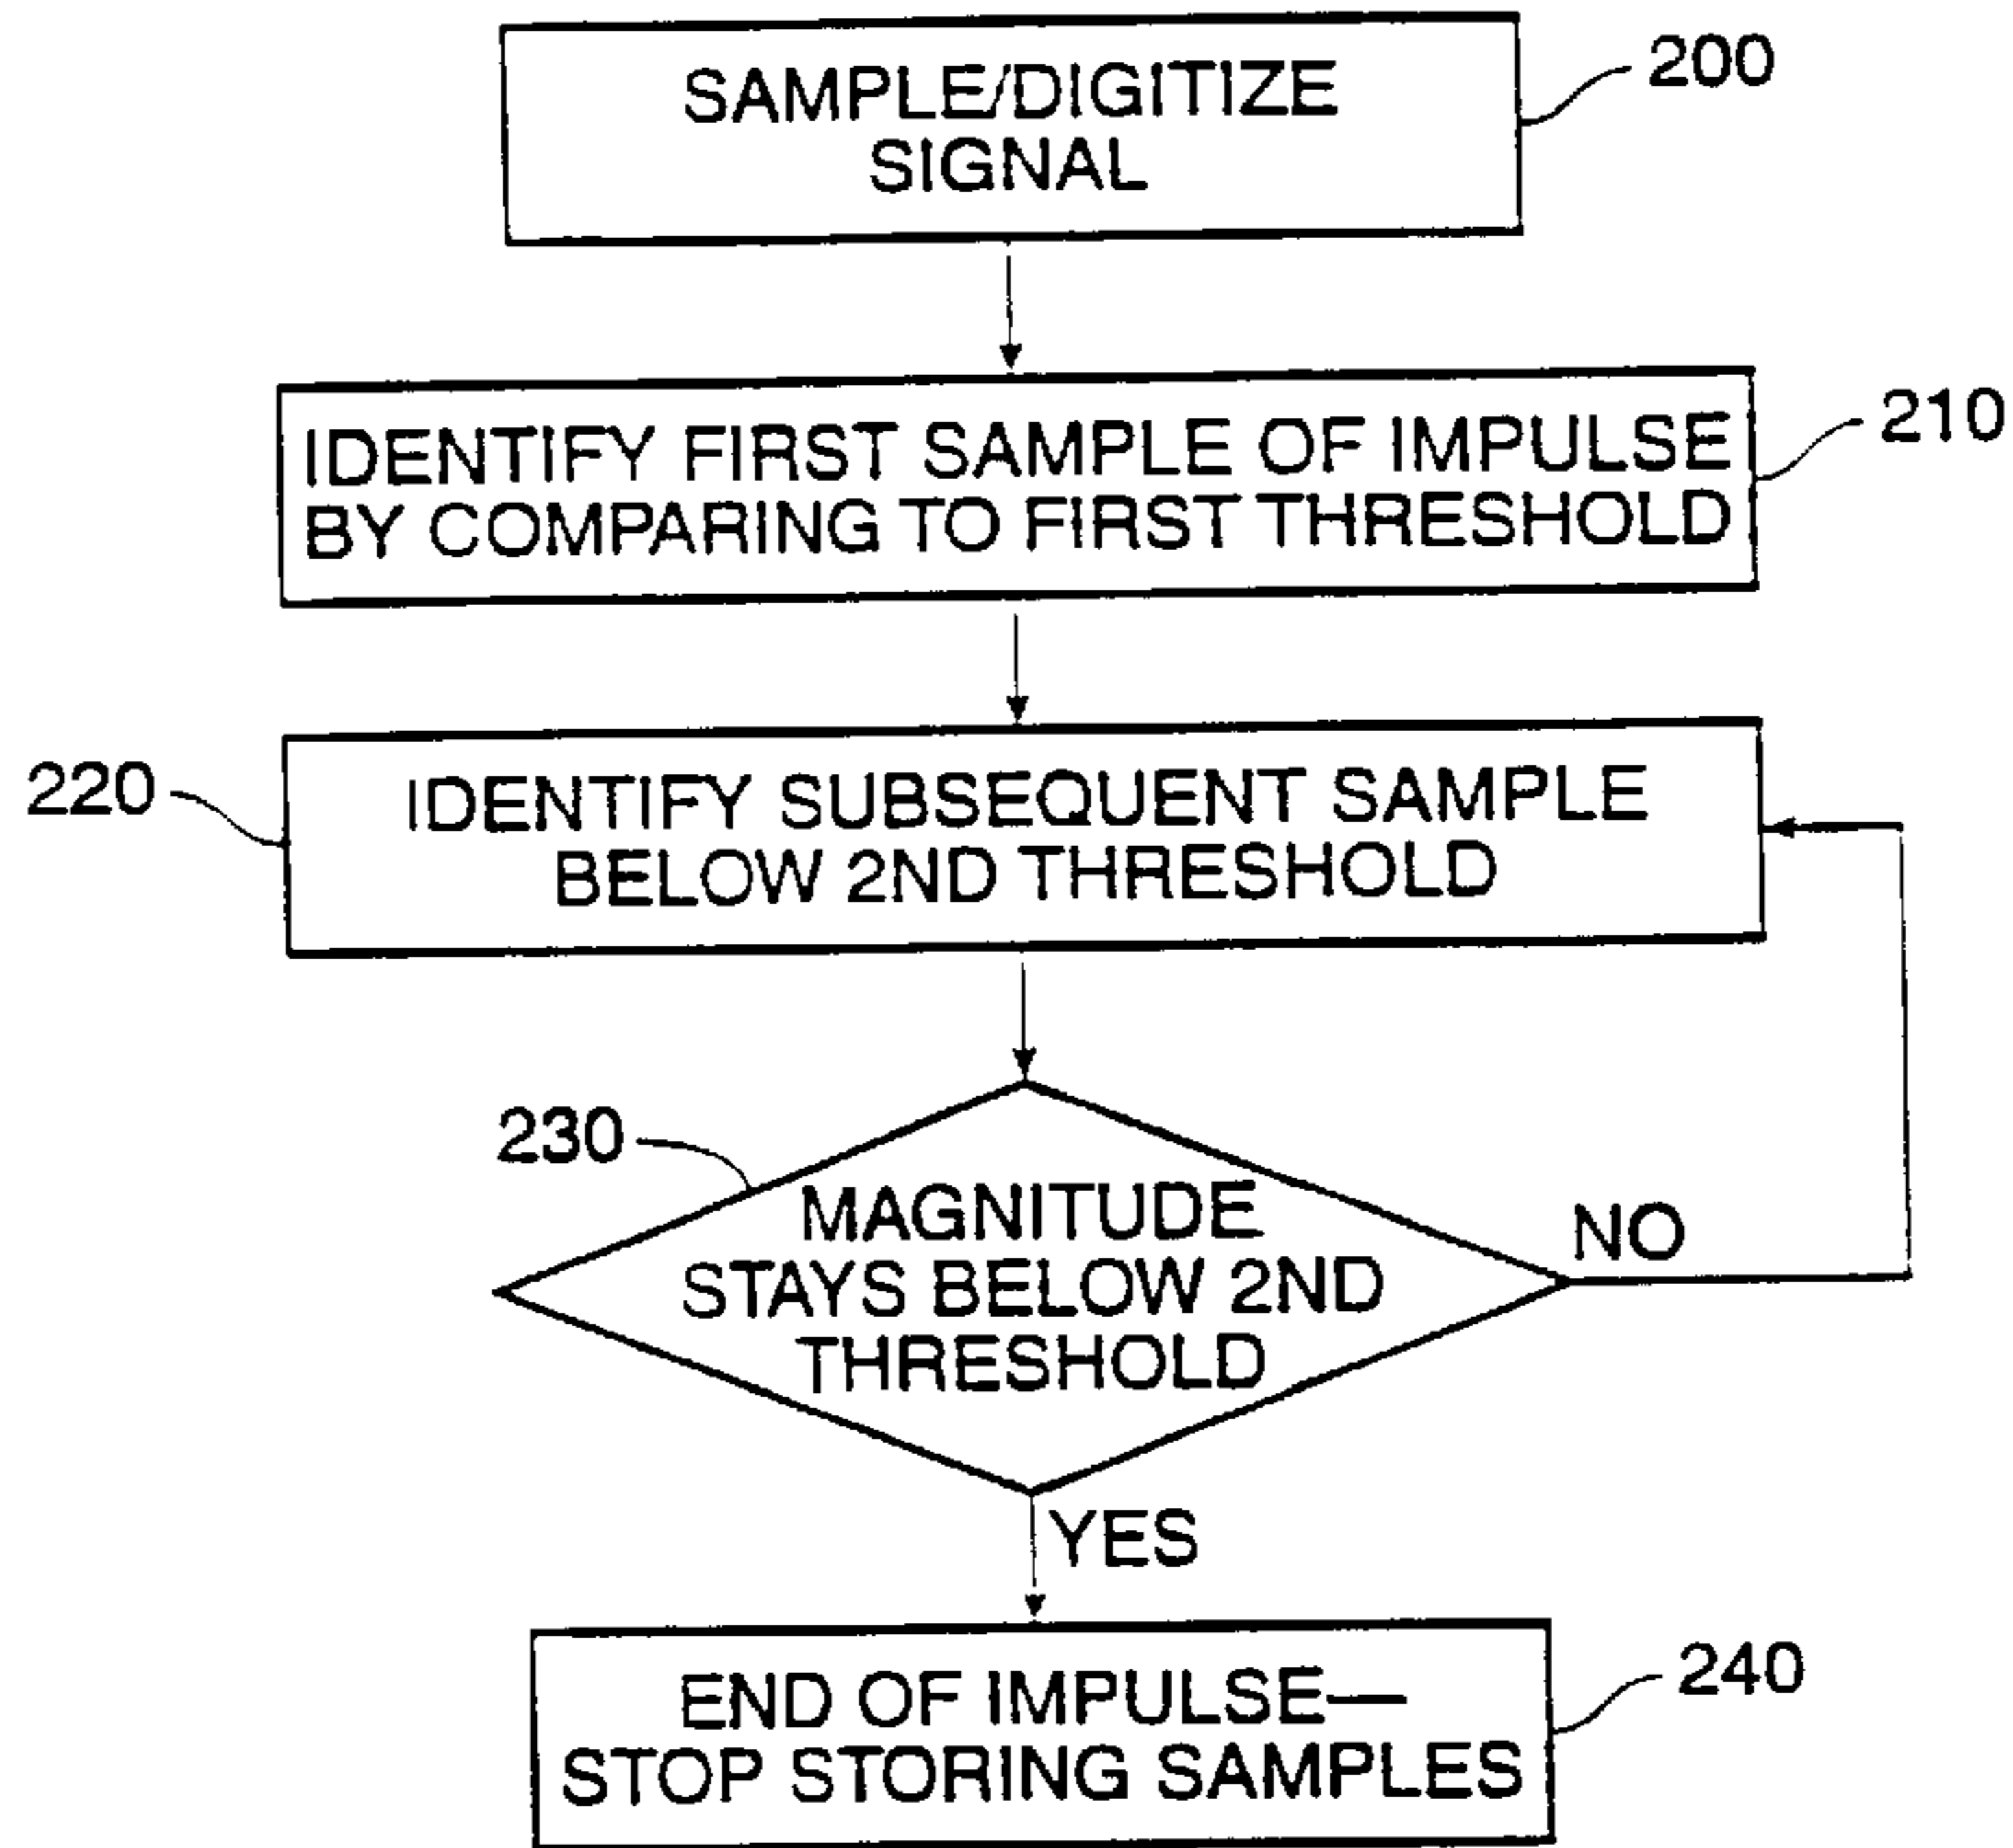 SAMPLE/DIGITIZE
SIGNAL
200
IDENTIFY FIRST SAMPLE OF IMPULSE
BY COMPARING TO FIRST THRESHOLD
210
220
IDENTIFY SUBSEQUENT SAMPLE
BELOW 2ND THRESHOLD
230
MAGNITUDE
STAYS BELOW 2ND
THRESHOLD
NO
YES
END OF IMPULSE—
STOP STORING SAMPLES
240